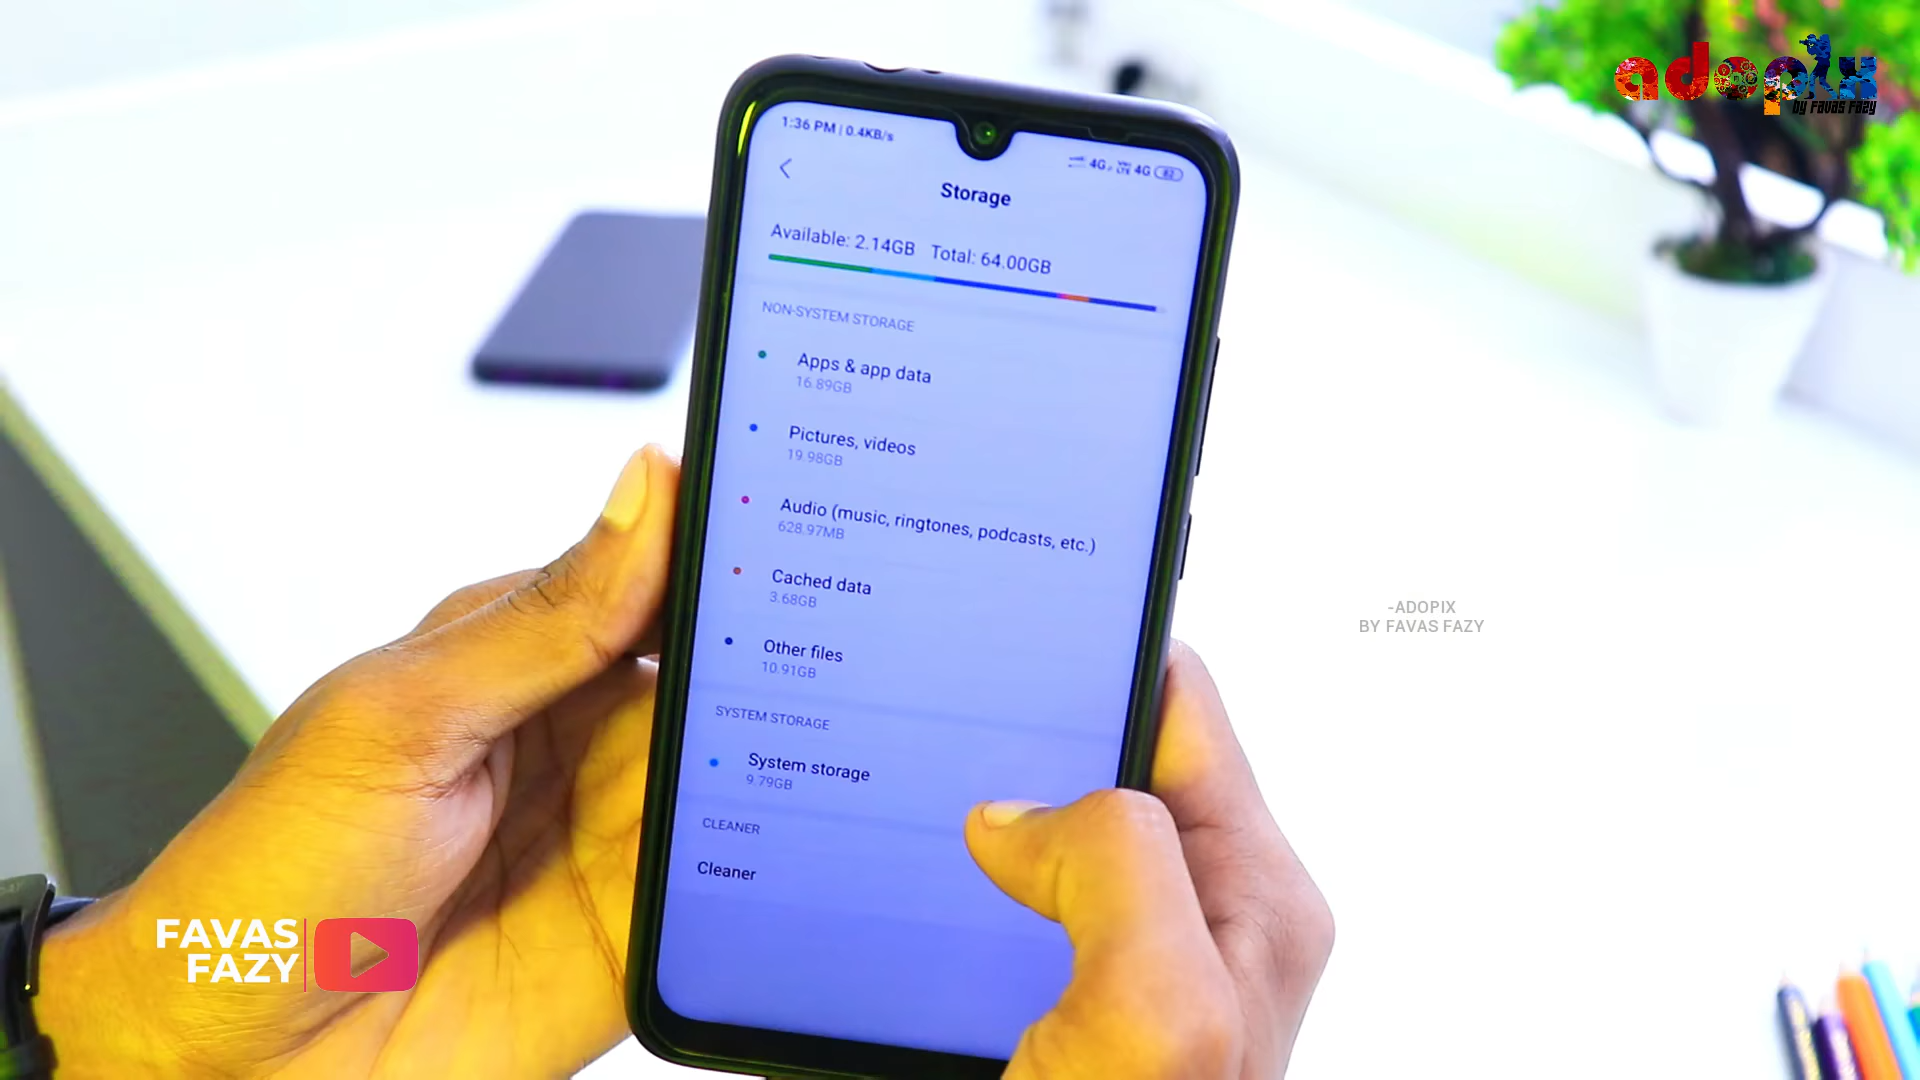 adopix
by FAVAS FAZY
1:36 PM | 0.4KB/s
4G 4G 82
Storage
Available: 2.14GB Total: 64.00GB
NON-SYSTEM STORAGE
Apps & app data
16.89GB
Pictures, videos
19.98GB
Audio (music, ringtones, podcasts, etc.)
628.97MB
Cached data
3.68GB
Other files
10.91GB
SYSTEM STORAGE
System storage
9.79GB
CLEANER
Cleaner
-ADOPIX
BY FAVAS FAZY
FAVAS
FAZY